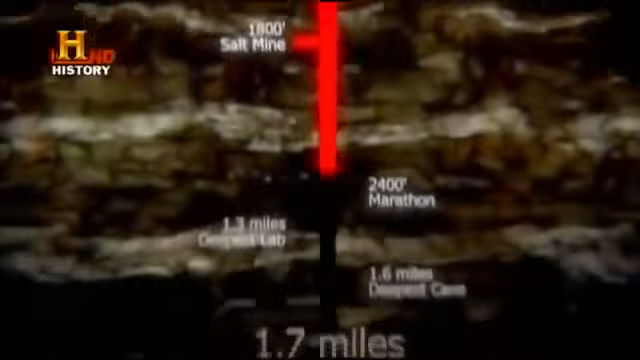 1800'
Salt Mine
H HD
HISTORY
2400'
Marathon
1.3 miles
Deepest Lab
1.6 miles
Deepest Cave
1.7 miles